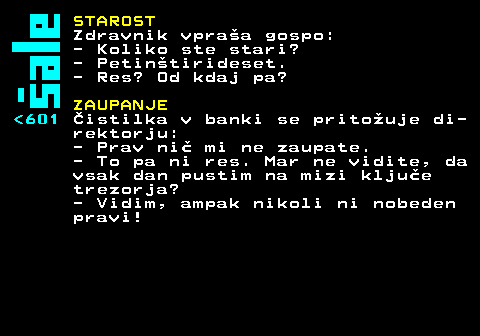 Šale
<601
STAROST
Zdravnik vpraša gospo:
- Koliko ste stari?
- Petinštirideset.
- Res? Od kdaj pa?
ZAUPANJE
Čistilka v banki se pritožuje di-
rektorju:
- Prav nič mi ne zaupate.
- To pa ni res. Mar ne vidite, da
vsak dan pustim na mizi ključe
trezorja?
- Vidim, ampak nikoli ni nobeden
pravi!